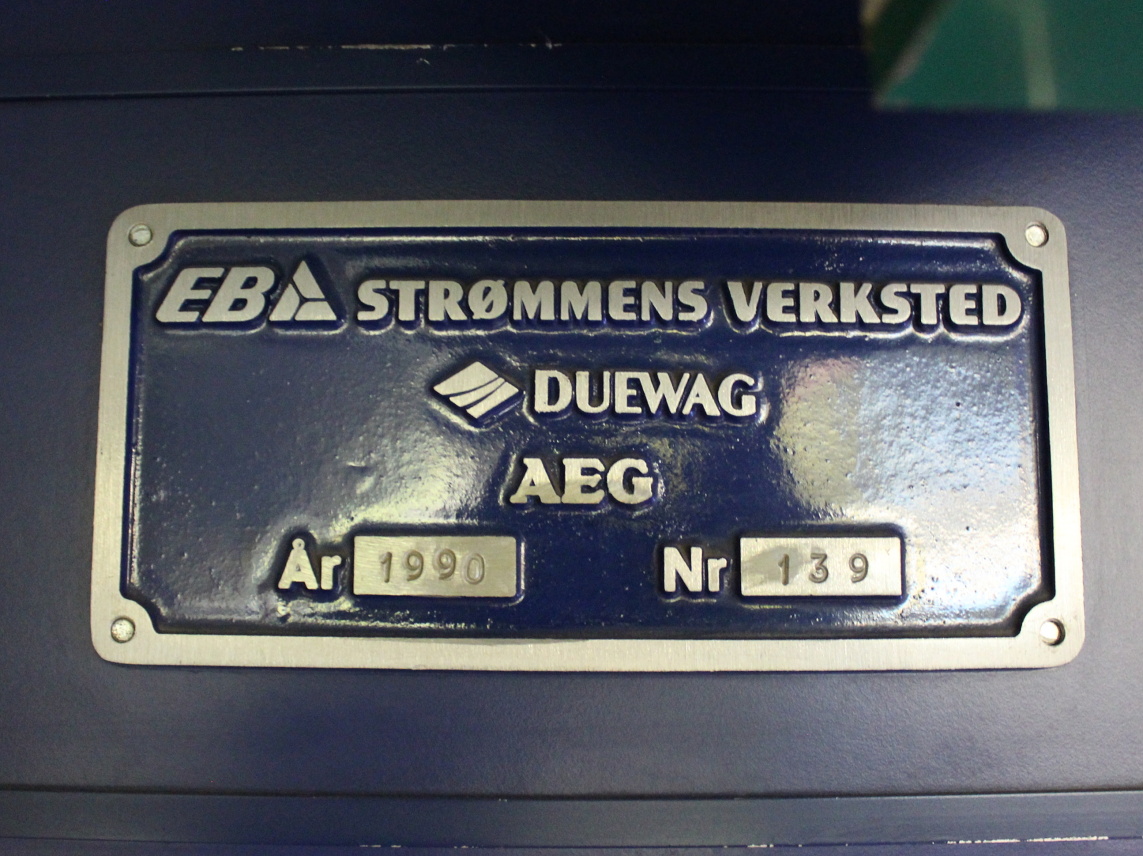 EB STRØMMENS VERKSTED
DUEWAG
AEG
År 1990 Nr 139